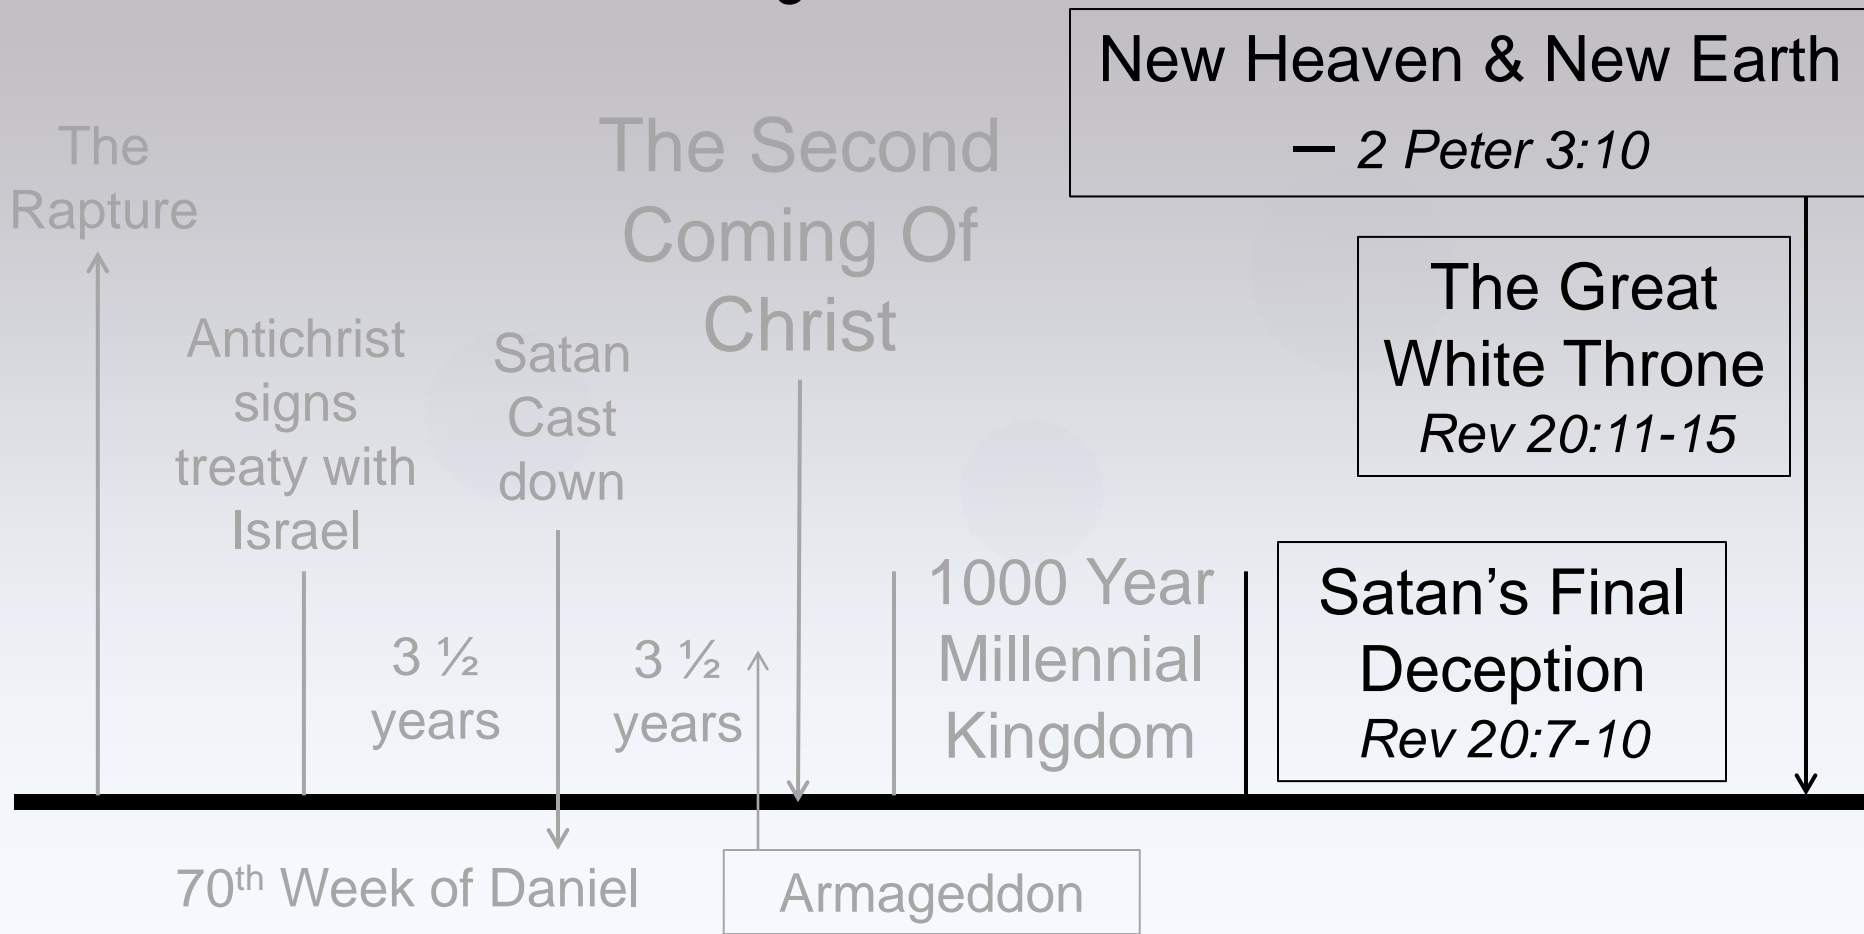 New Heaven & New Earth
– 2 Peter 3:10
The
Rapture
The Second
Coming Of
Christ
The Great
White Throne
Rev 20:11-15
Antichrist
signs
treaty with
Israel
Satan
Cast
down
3 ½
years
3 ½
years
1000 Year
Millennial
Kingdom
Satan’s Final
Deception
Rev 20:7-10
70th Week of Daniel
Armageddon